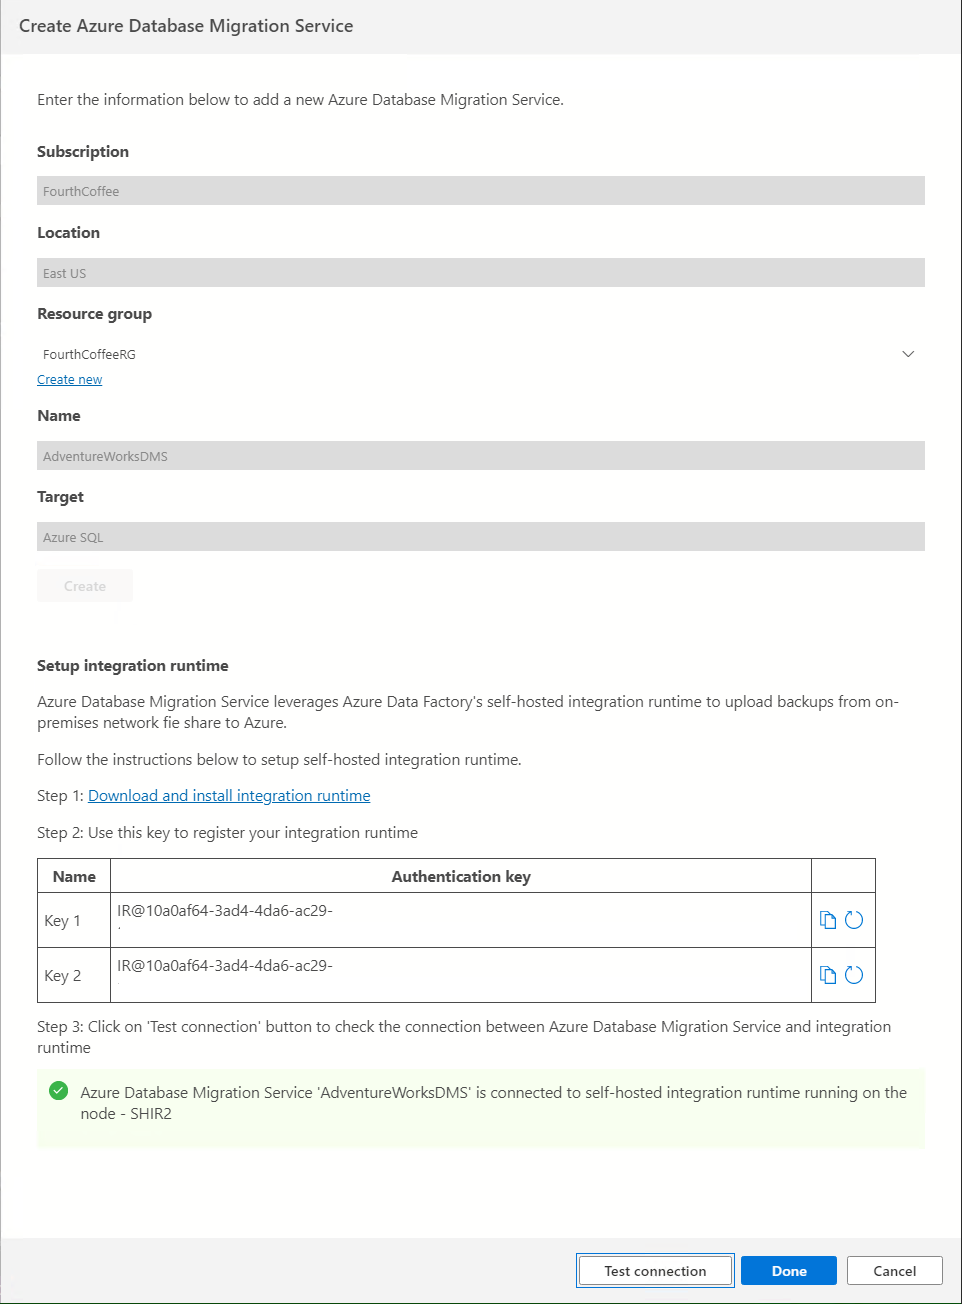 Create Azure Database Migration Service
Enter the information below to add a new Azure Database Migration Service.
Subscription
FourthCoffee
Location
East US
Resource group
FourthCoffeeRG
Create new
Name
AdventureWorksDMS
Target
Azure SQL
Create
Setup integration runtime
Azure Database Migration Service leverages Azure Data Factory's self-hosted integration runtime to upload backups from on-
premises network fie share to Azure.
Follow the instructions below to setup self-hosted integration runtime.
Step 1: Download and install integration runtime
Step 2: Use this key to register your integration runtime
Name Authentication key
Key 1 IR@10a0af64-3ad4-4da6-ac29-
Key 2 IR@10a0af64-3ad4-4da6-ac29-
Step 3: Click on 'Test connection' button to check the connection between Azure Database Migration Service and integration
runtime
Azure Database Migration Service 'AdventureWorksDMS' is connected to self-hosted integration runtime running on the
node - SHIR2
Test connection Done Cancel